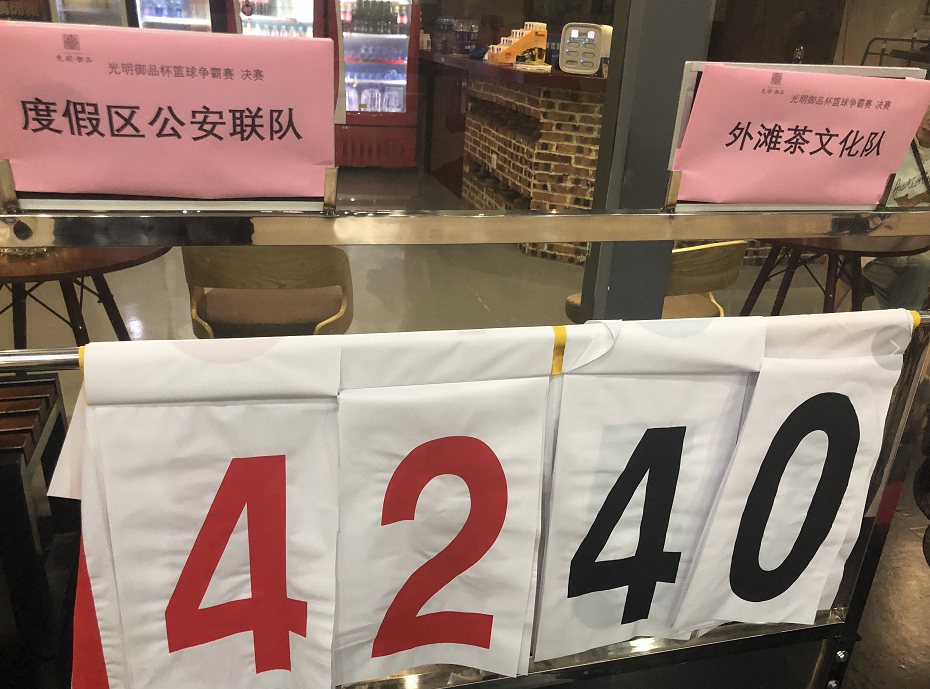 光明御品杯篮球争霸赛 决赛
度假区公安联队
光明御品杯篮球争霸赛 决赛
外滩茶文化队
42
40